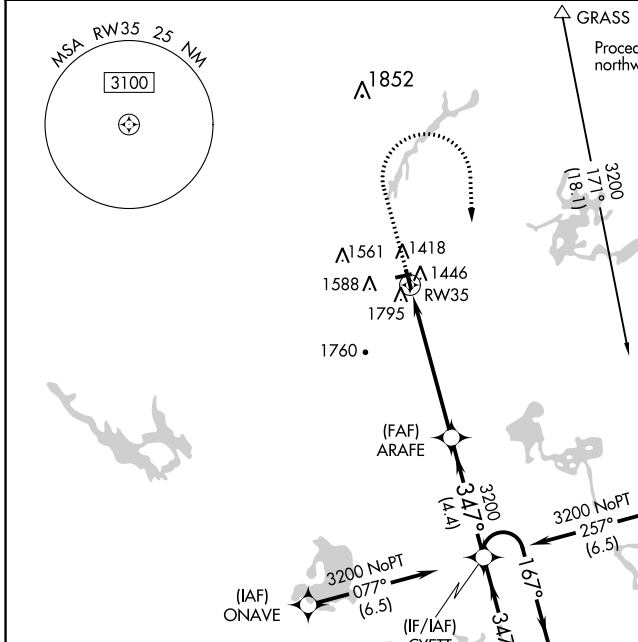 MSA RW35 25 NM
3100
1852
GRASS
Proced
northw
3200
171°
(18.1)
1561
1418
1446
1588
RW35
1795
1760
(FAF)
ARAFE
3200
347°
(4.4)
3200 NoPT
257°
(6.5)
3200 NoPT
077°
(6.5)
(IAF)
ONAVE
167°
(IF/IAF)
347